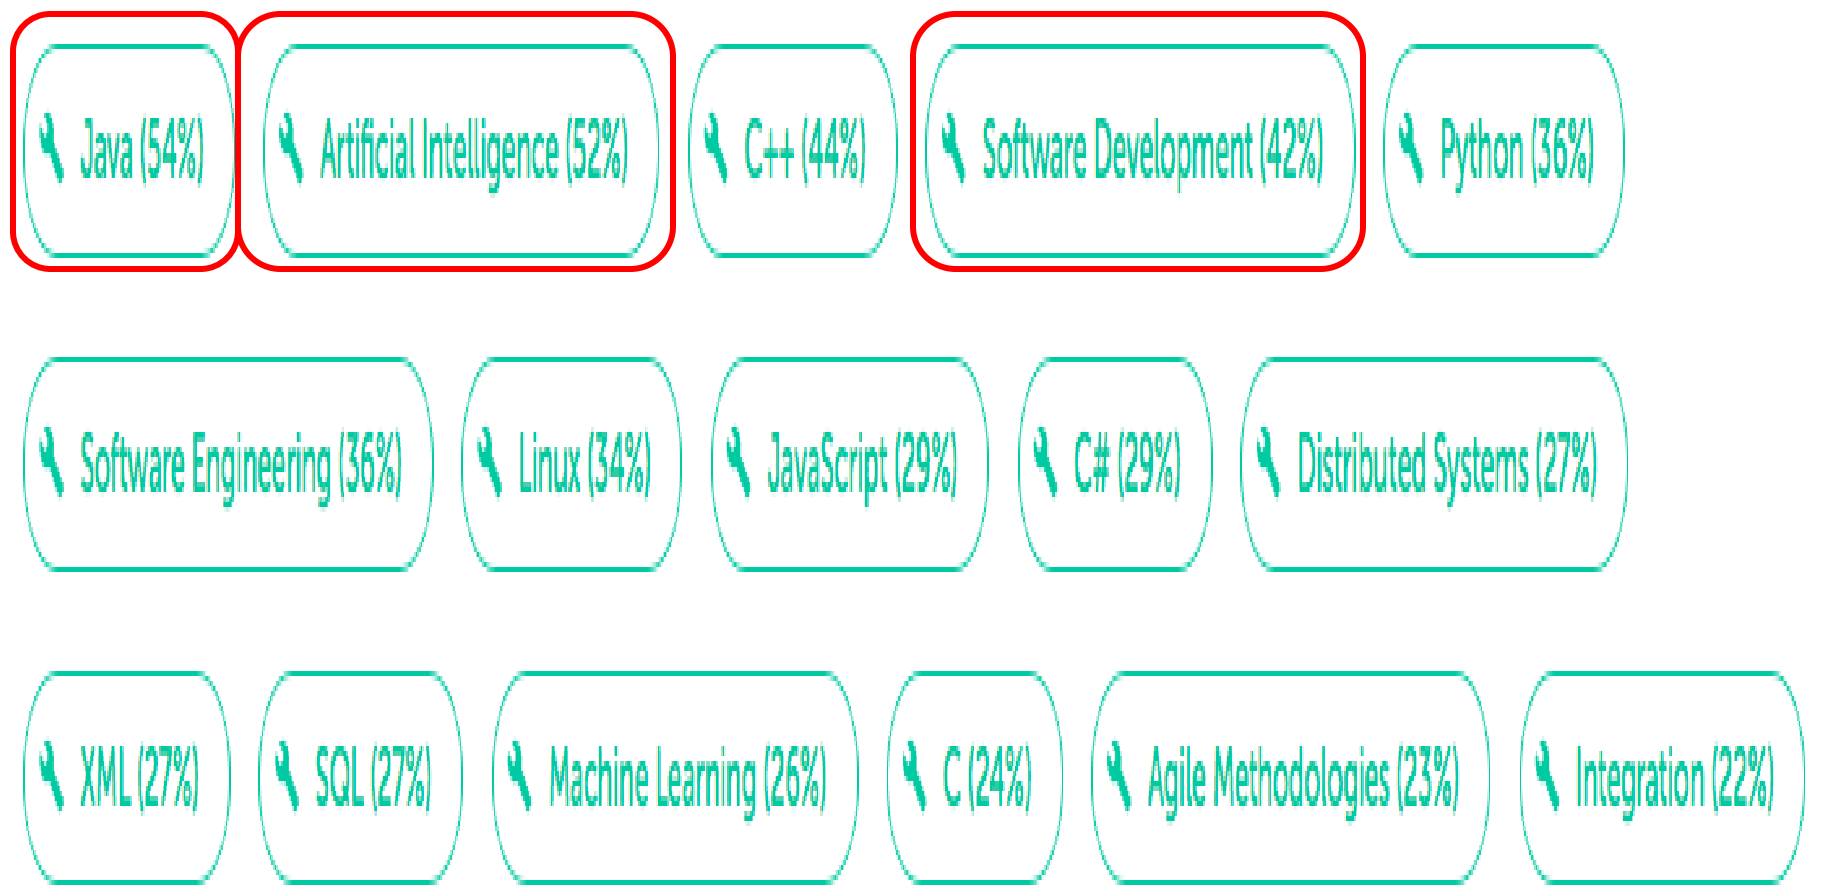 Java (54%) Artificial Intelligence (52%) C++ (44%) Software Development (42%) Python (36%)
Software Engineering (36%) Linux (34%) JavaScript (29%) C# (29%) Distributed Systems (27%)
XML (27%) SQL (27%) Machine Learning (26%) C (24%) Agile Methodologies (23%) Integration (22%)